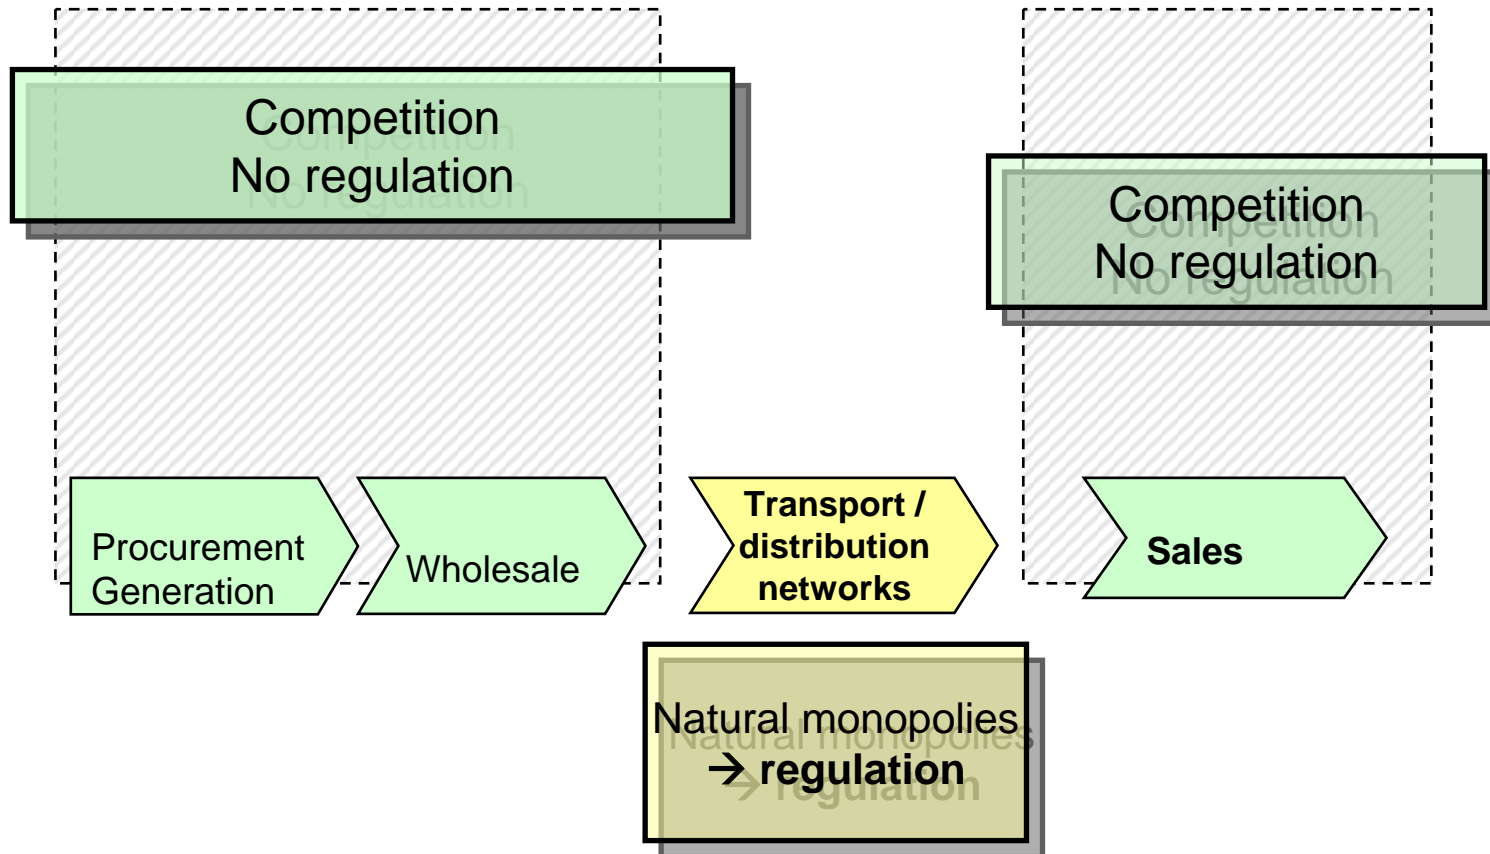 Competition
No regulation
Competition
No regulation
Procurement
Generation
Wholesale
Transport /
distribution
networks
Sales
Natural monopolies
→ regulation